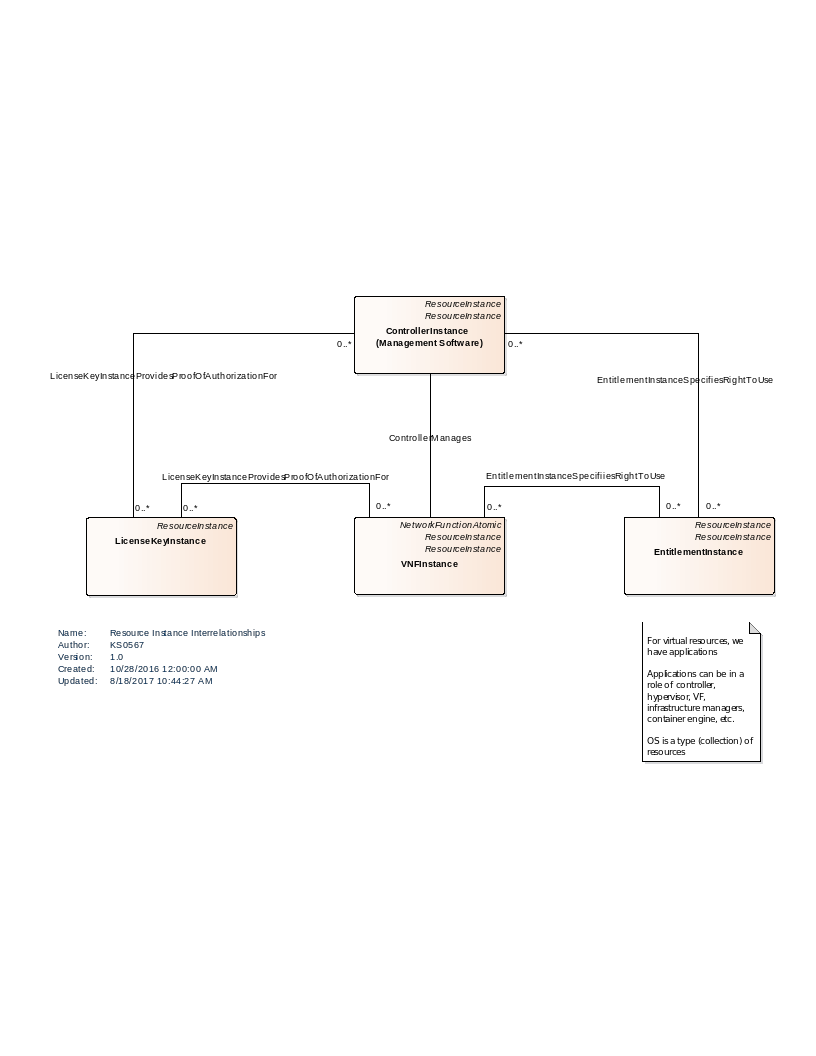 ResourceInstance
ResourceInstance
ControllerInstance
(Management Software)
0..*
0..*
LicenseKeyInstanceProvidesProofOfAuthorizationFor
EntitlementInstanceSpecifiesRightToUse
ControllerManages
LicenseKeyInstanceProvidesProofOfAuthorizationFor
EntitlementInstanceSpecifiiesRightToUse
0..*
0..*
0..*
0..*
0..*
0..*
ResourceInstance
LicenseKeyInstance
NetworkFunctionAtomic
ResourceInstance
ResourceInstance
VNFInstance
ResourceInstance
ResourceInstance
EntitlementInstance
Name: Resource Instance Interrelationships
Author: KS0567
Version: 1.0
Created: 10/28/2016 12:00:00 AM
Updated: 8/18/2017 10:44:27 AM
For virtual resources, we
have applications
Applications can be in a
role of controller,
hypervisor, VF,
infrastructure managers,
container engine, etc.
OS is a type (collection) of
resources